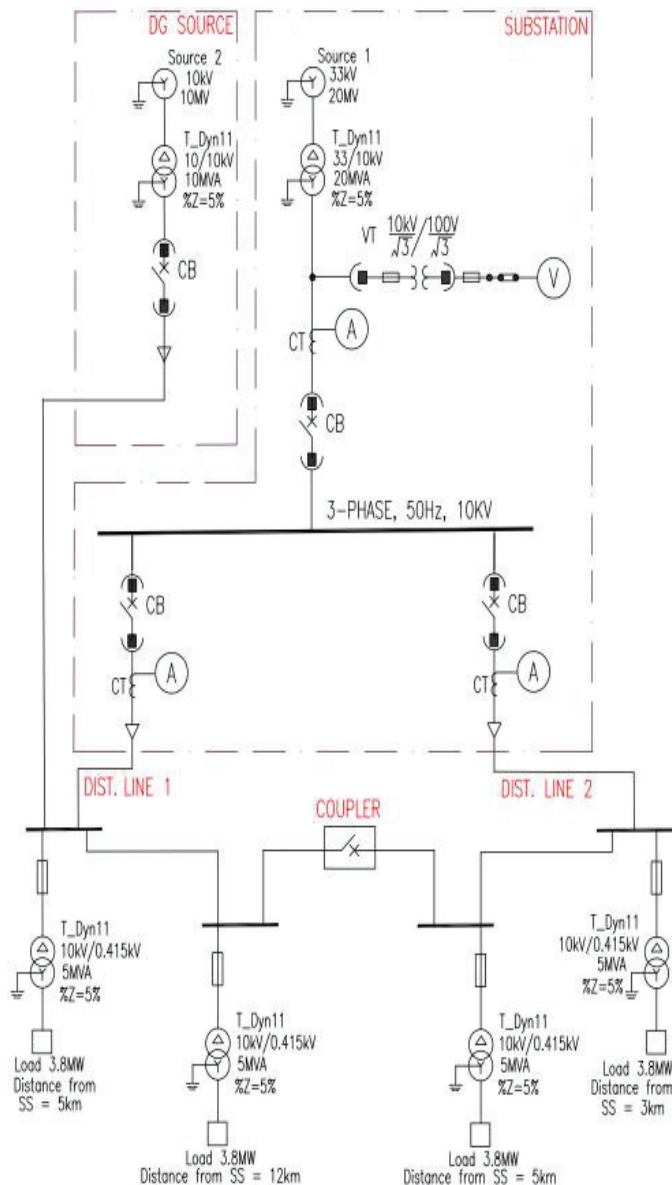 DG SOURCE
Source 2
10kV
10MV
T_Dyn11
10/10kV
10MVA
%Z=5%
CB
SUBSTATION
Source 1
33kV
20MV
T_Dyn11
33/10kV
20MVA
%Z=5%
VT 10kV/√3 / 100V/√3
V
CT
A
CB
3-PHASE, 50Hz, 10KV
CB
CT
A
CB
CT
A
DIST. LINE 1
DIST. LINE 2
COUPLER
T_Dyn11
10kV/0.415kV
5MVA
%Z=5%
Load 3.8MW
Distance from
SS = 5km
T_Dyn11
10kV/0.415kV
5MVA
%Z=5%
Load 3.8MW
Distance from SS = 12km
T_Dyn11
10kV/0.415kV
5MVA
%Z=5%
Load 3.8MW
Distance from SS = 5km
T_Dyn11
10kV/0.415kV
5MVA
%Z=5%
Load 3.8MW
Distance from
SS = 3km